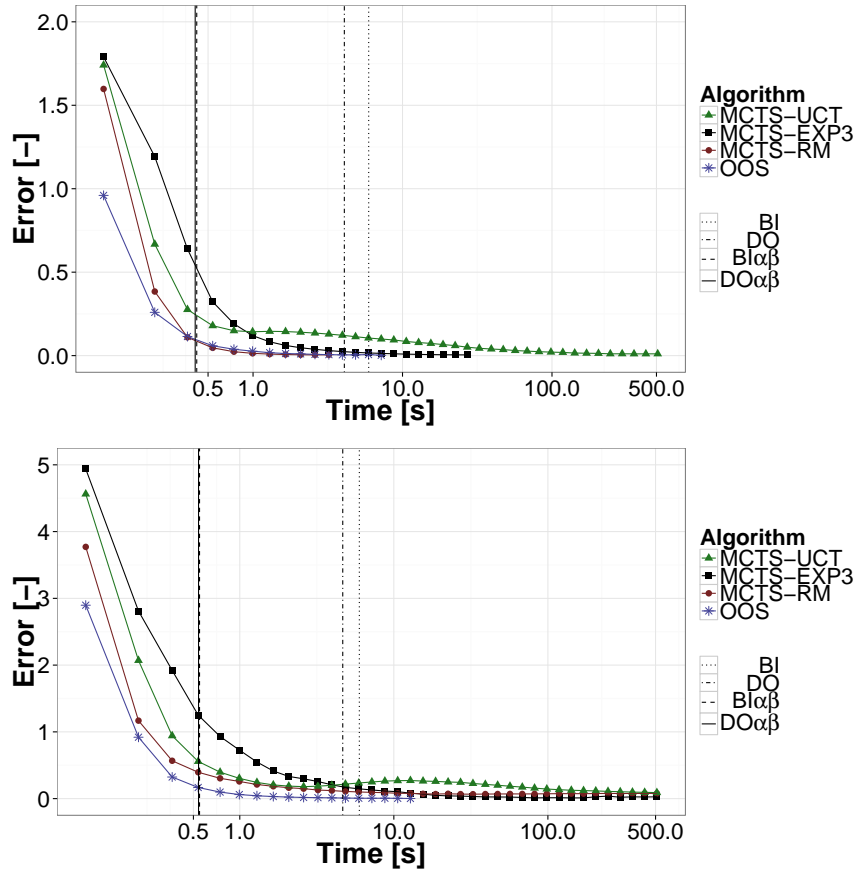 2.0
1.5
1.0
0.5
0.0
Error [−]
0.5
1.0
10.0
100.0
500.0
Time [s]
Algorithm
MCTS−UCT
MCTS−EXP3
MCTS−RM
OOS
BI
DO
BIαβ
DOαβ
5
4
3
2
1
0
Error [−]
0.5
1.0
10.0
100.0
500.0
Time [s]
Algorithm
MCTS−UCT
MCTS−EXP3
MCTS−RM
OOS
BI
DO
BIαβ
DOαβ